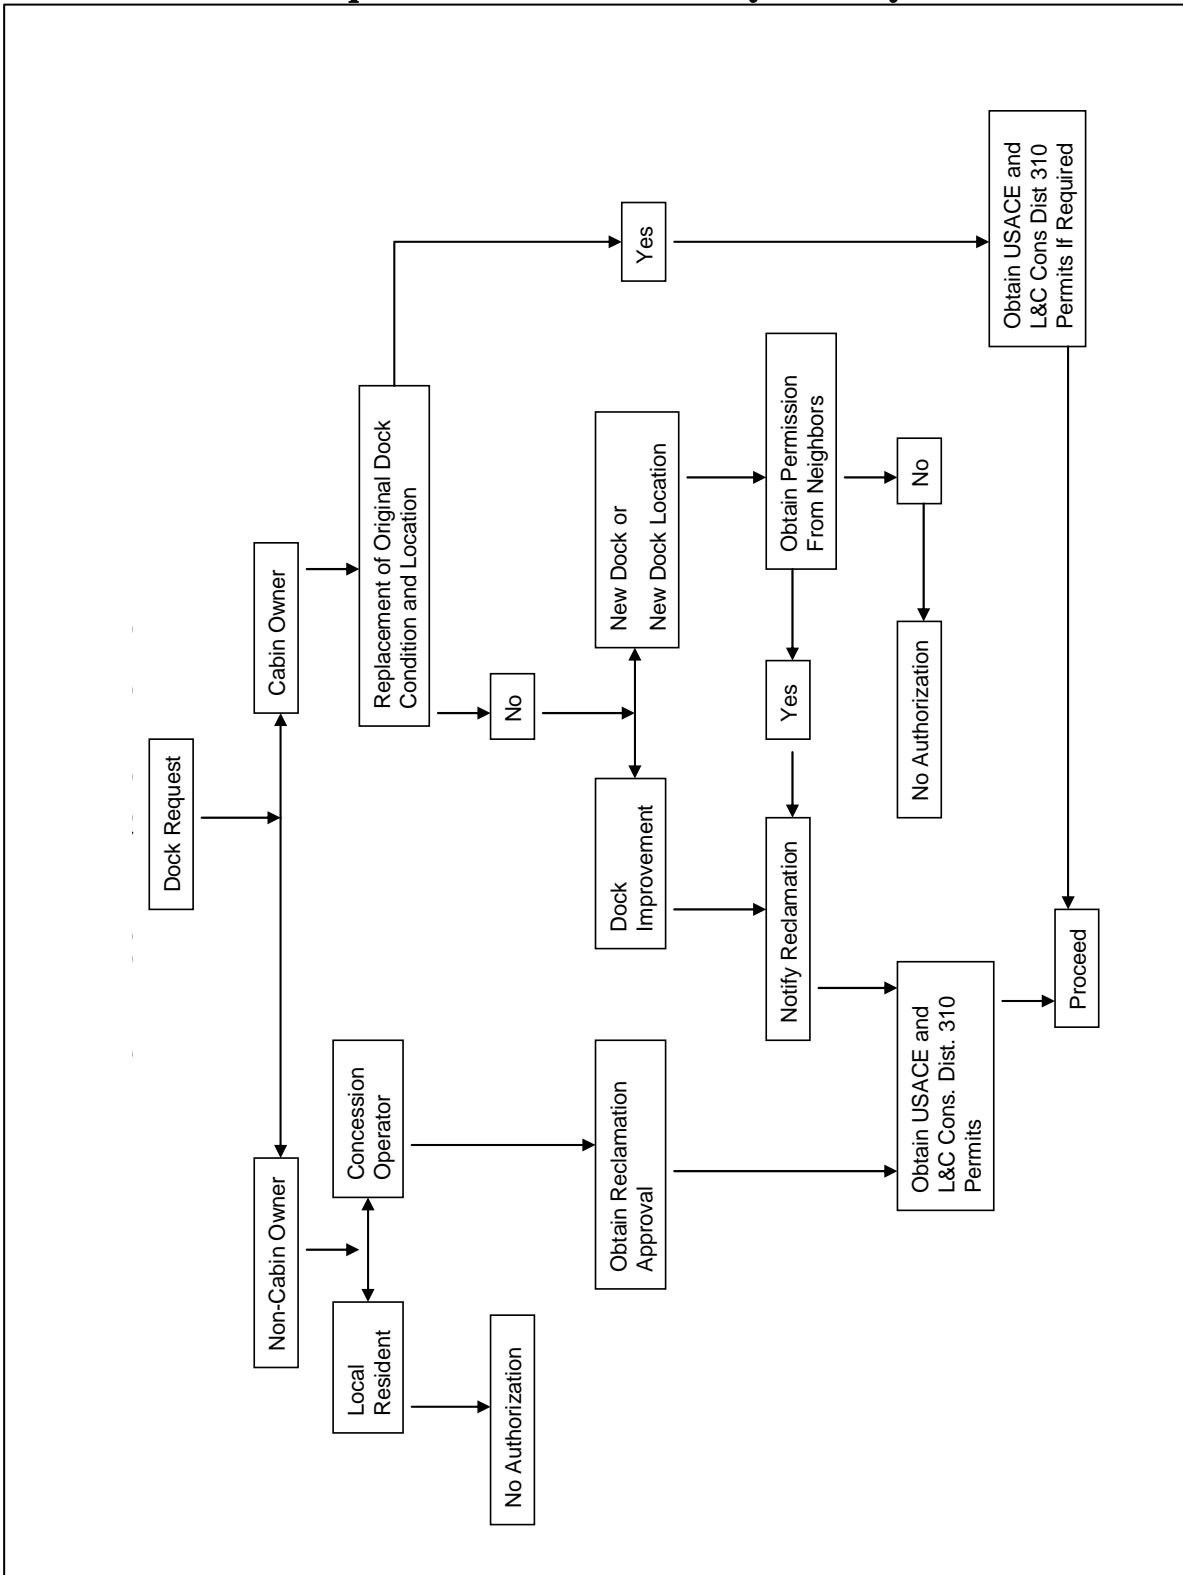 Dock Request
Non-Cabin Owner
Cabin Owner
Local
Resident
Concession
Operator
Replacement of Original Dock
Condition and Location
No Authorization
No
Yes
Obtain Reclamation
Approval
Dock
Improvement
New Dock or
New Dock Location
Notify Reclamation
Yes
Obtain Permission
From Neighbors
No
No Authorization
Obtain USACE and
L&C Cons. Dist. 310
Permits
Obtain USACE and
L&C Cons Dist 310
Permits If Required
Proceed